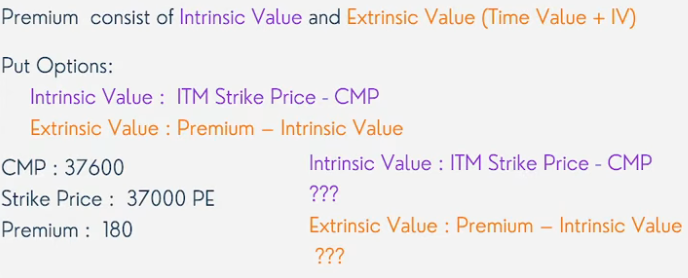 Premium consist of Intrinsic Value and Extrinsic Value (Time Value + IV)
Put Options:
Intrinsic Value : ITM Strike Price - CMP
Extrinsic Value : Premium – Intrinsic Value
CMP : 37600
Strike Price : 37000 PE
Premium : 180
Intrinsic Value : ITM Strike Price - CMP
???
Extrinsic Value : Premium – Intrinsic Value
???